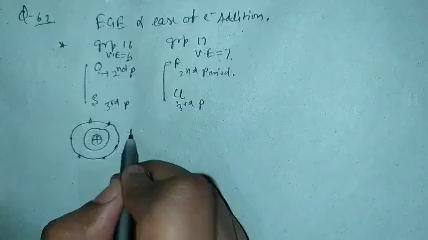 Q-62 EGE α ease of e⁻ addition.
* grp 16 grp 17
V.E=6 V.E=7.
O → 2nd p F 2nd period.
S 3rd p Cl 3rd p
+